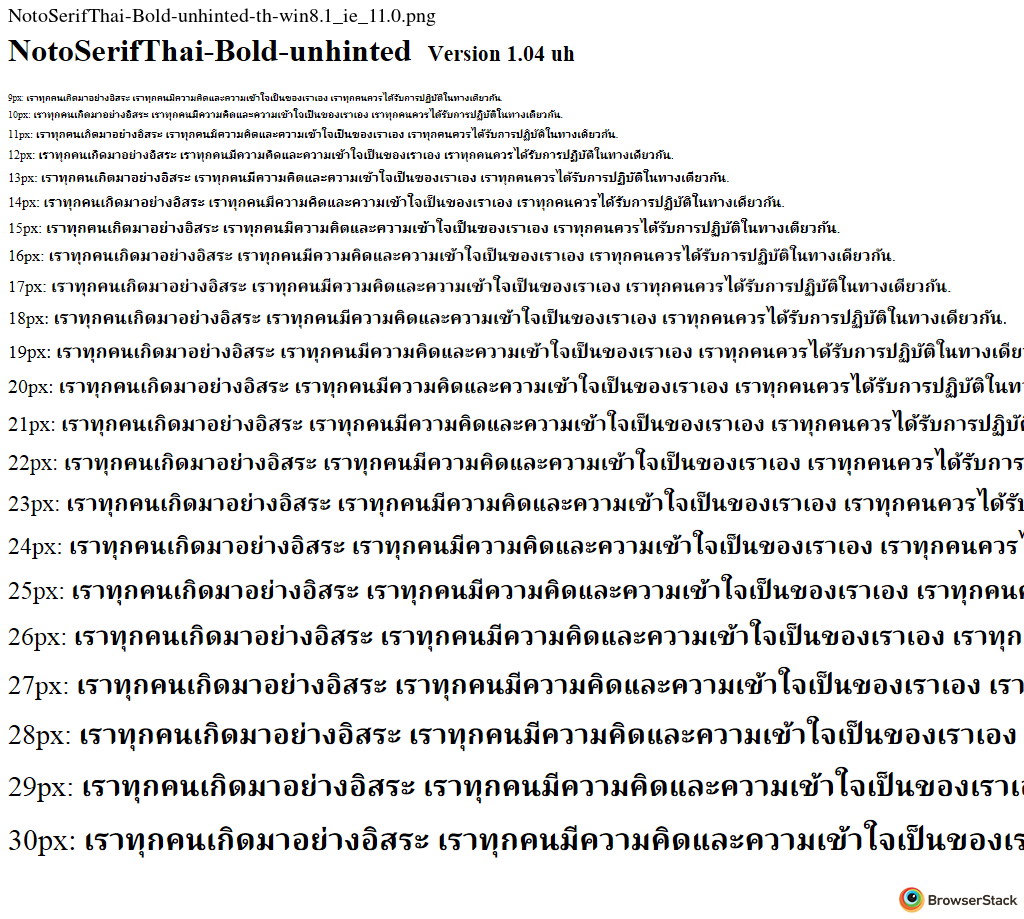 NotoSerifThai-Bold-unhinted-th-win8.1_ie_11.0.png
NotoSerifThai-Bold-unhinted Version 1.04 uh
9px: เราทุกคนเกิดมาอย่างอิสระ เราทุกคนมีความคิดและความเข้าใจเป็นของเราเอง เราทุกคนควรได้รับการปฏิบัติในทางเดียวกัน.
10px: เราทุกคนเกิดมาอย่างอิสระ เราทุกคนมีความคิดและความเข้าใจเป็นของเราเอง เราทุกคนควรได้รับการปฏิบัติในทางเดียวกัน.
11px: เราทุกคนเกิดมาอย่างอิสระ เราทุกคนมีความคิดและความเข้าใจเป็นของเราเอง เราทุกคนควรได้รับการปฏิบัติในทางเดียวกัน.
12px: เราทุกคนเกิดมาอย่างอิสระ เราทุกคนมีความคิดและความเข้าใจเป็นของเราเอง เราทุกคนควรได้รับการปฏิบัติในทางเดียวกัน.
13px: เราทุกคนเกิดมาอย่างอิสระ เราทุกคนมีความคิดและความเข้าใจเป็นของเราเอง เราทุกคนควรได้รับการปฏิบัติในทางเดียวกัน.
14px: เราทุกคนเกิดมาอย่างอิสระ เราทุกคนมีความคิดและความเข้าใจเป็นของเราเอง เราทุกคนควรได้รับการปฏิบัติในทางเดียวกัน.
15px: เราทุกคนเกิดมาอย่างอิสระ เราทุกคนมีความคิดและความเข้าใจเป็นของเราเอง เราทุกคนควรได้รับการปฏิบัติในทางเดียวกัน.
16px: เราทุกคนเกิดมาอย่างอิสระ เราทุกคนมีความคิดและความเข้าใจเป็นของเราเอง เราทุกคนควรได้รับการปฏิบัติในทางเดียวกัน.
17px: เราทุกคนเกิดมาอย่างอิสระ เราทุกคนมีความคิดและความเข้าใจเป็นของเราเอง เราทุกคนควรได้รับการปฏิบัติในทางเดียวกัน.
18px: เราทุกคนเกิดมาอย่างอิสระ เราทุกคนมีความคิดและความเข้าใจเป็นของเราเอง เราทุกคนควรได้รับการปฏิบัติในทางเดียวกัน.
19px: เราทุกคนเกิดมาอย่างอิสระ เราทุกคนมีความคิดและความเข้าใจเป็นของเราเอง เราทุกคนควรได้รับการปฏิบัติในทางเดีย
20px: เราทุกคนเกิดมาอย่างอิสระ เราทุกคนมีความคิดและความเข้าใจเป็นของเราเอง เราทุกคนควรได้รับการปฏิบัติในท
21px: เราทุกคนเกิดมาอย่างอิสระ เราทุกคนมีความคิดและความเข้าใจเป็นของเราเอง เราทุกคนควรได้รับการปฏิบัติ
22px: เราทุกคนเกิดมาอย่างอิสระ เราทุกคนมีความคิดและความเข้าใจเป็นของเราเอง เราทุกคนควรได้รับการ
23px: เราทุกคนเกิดมาอย่างอิสระ เราทุกคนมีความคิดและความเข้าใจเป็นของเราเอง เราทุกคนควรได้รับ
24px: เราทุกคนเกิดมาอย่างอิสระ เราทุกคนมีความคิดและความเข้าใจเป็นของเราเอง เราทุกคนควรไ
25px: เราทุกคนเกิดมาอย่างอิสระ เราทุกคนมีความคิดและความเข้าใจเป็นของเราเอง เราทุกคนค
26px: เราทุกคนเกิดมาอย่างอิสระ เราทุกคนมีความคิดและความเข้าใจเป็นของเราเอง เราทุก
27px: เราทุกคนเกิดมาอย่างอิสระ เราทุกคนมีความคิดและความเข้าใจเป็นของเราเอง เรา
28px: เราทุกคนเกิดมาอย่างอิสระ เราทุกคนมีความคิดและความเข้าใจเป็นของเราเอง
29px: เราทุกคนเกิดมาอย่างอิสระ เราทุกคนมีความคิดและความเข้าใจเป็นของเราเอ
30px: เราทุกคนเกิดมาอย่างอิสระ เราทุกคนมีความคิดและความเข้าใจเป็นของเร
BrowserStack